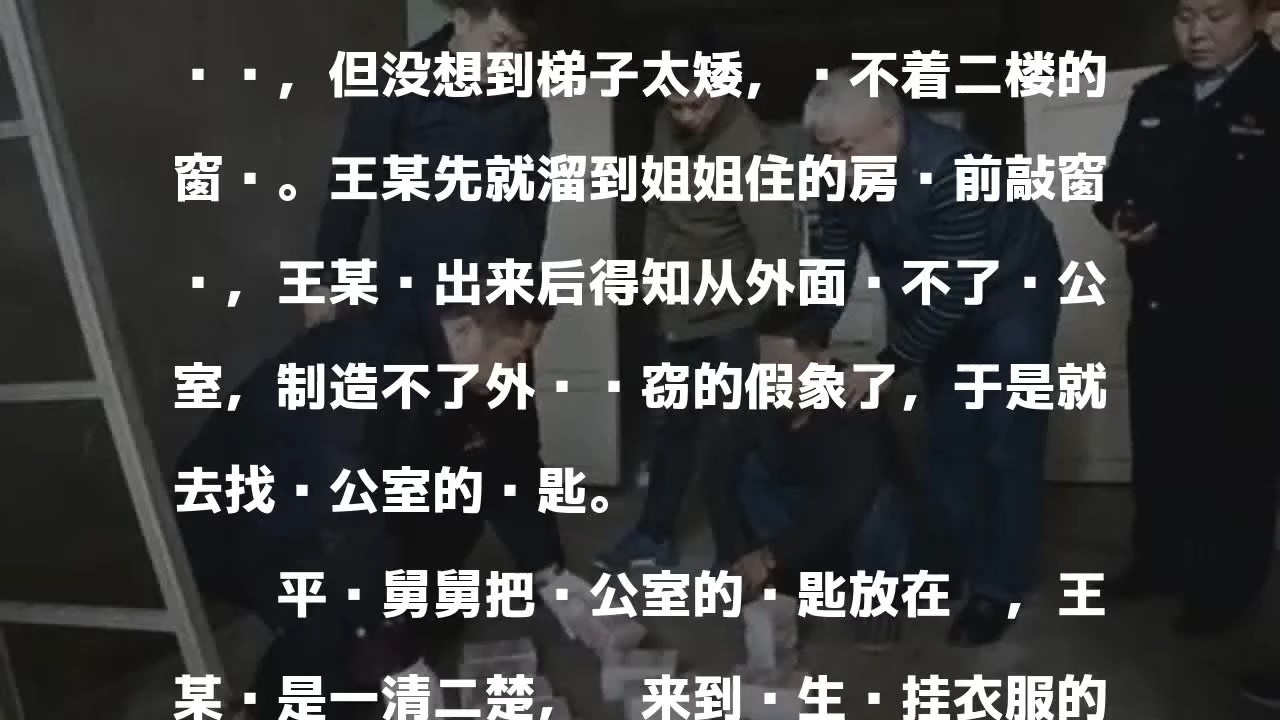 ··，但没想到梯子太矮，·不着二楼的
窗·。王某先就溜到姐姐住的房·前敲窗
·，王某·出来后得知从外面·不了·公
室，制造不了外··窃的假象了，于是就
去找·公室的·匙。
平·舅舅把·公室的·匙放在　，王
某·是一清二楚，　来到·生·挂衣服的